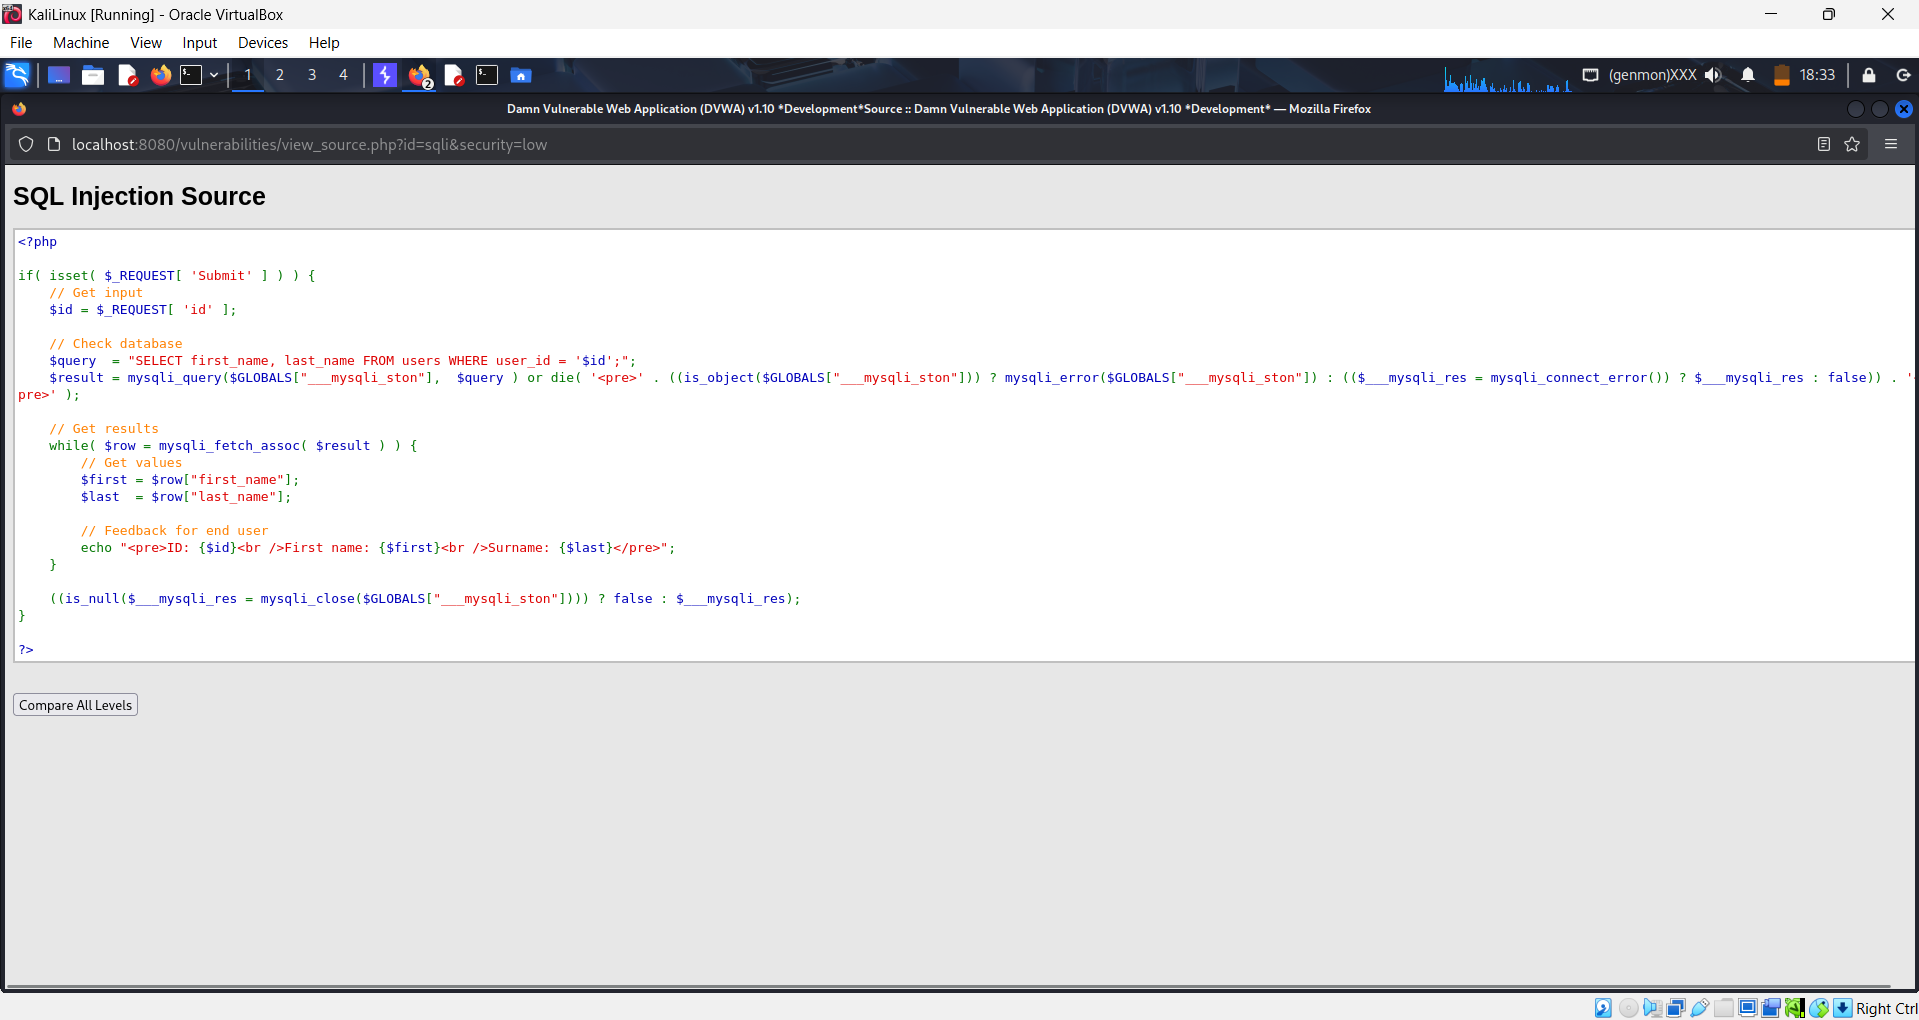 KaliLinux [Running] - Oracle VirtualBox
File Machine View Input Devices Help
1 2 3 4 2 (genmon)XXX 18:33
Damn Vulnerable Web Application (DVWA) v1.10 *Development*Source :: Damn Vulnerable Web Application (DVWA) v1.10 *Development* — Mozilla Firefox
localhost:8080/vulnerabilities/view_source.php?id=sqli&security=low
SQL Injection Source
<?php
if( isset( $_REQUEST[ 'Submit' ] ) ) {
    // Get input
    $id = $_REQUEST[ 'id' ];
    // Check database
    $query  = "SELECT first_name, last_name FROM users WHERE user_id = '$id';";
    $result = mysqli_query($GLOBALS["___mysqli_ston"],  $query ) or die( '<pre>' . ((is_object($GLOBALS["___mysqli_ston"])) ? mysqli_error($GLOBALS["___mysqli_ston"]) : (($___mysqli_res = mysqli_connect_error()) ? $___mysqli_res : false)) . '
pre>' );
    // Get results
    while( $row = mysqli_fetch_assoc( $result ) ) {
        // Get values
        $first = $row["first_name"];
        $last  = $row["last_name"];
        // Feedback for end user
        echo "<pre>ID: {$id}<br />First name: {$first}<br />Surname: {$last}</pre>";
    }
    ((is_null($___mysqli_res = mysqli_close($GLOBALS["___mysqli_ston"]))) ? false : $___mysqli_res);
}
?>
Compare All Levels
Right Ctrl